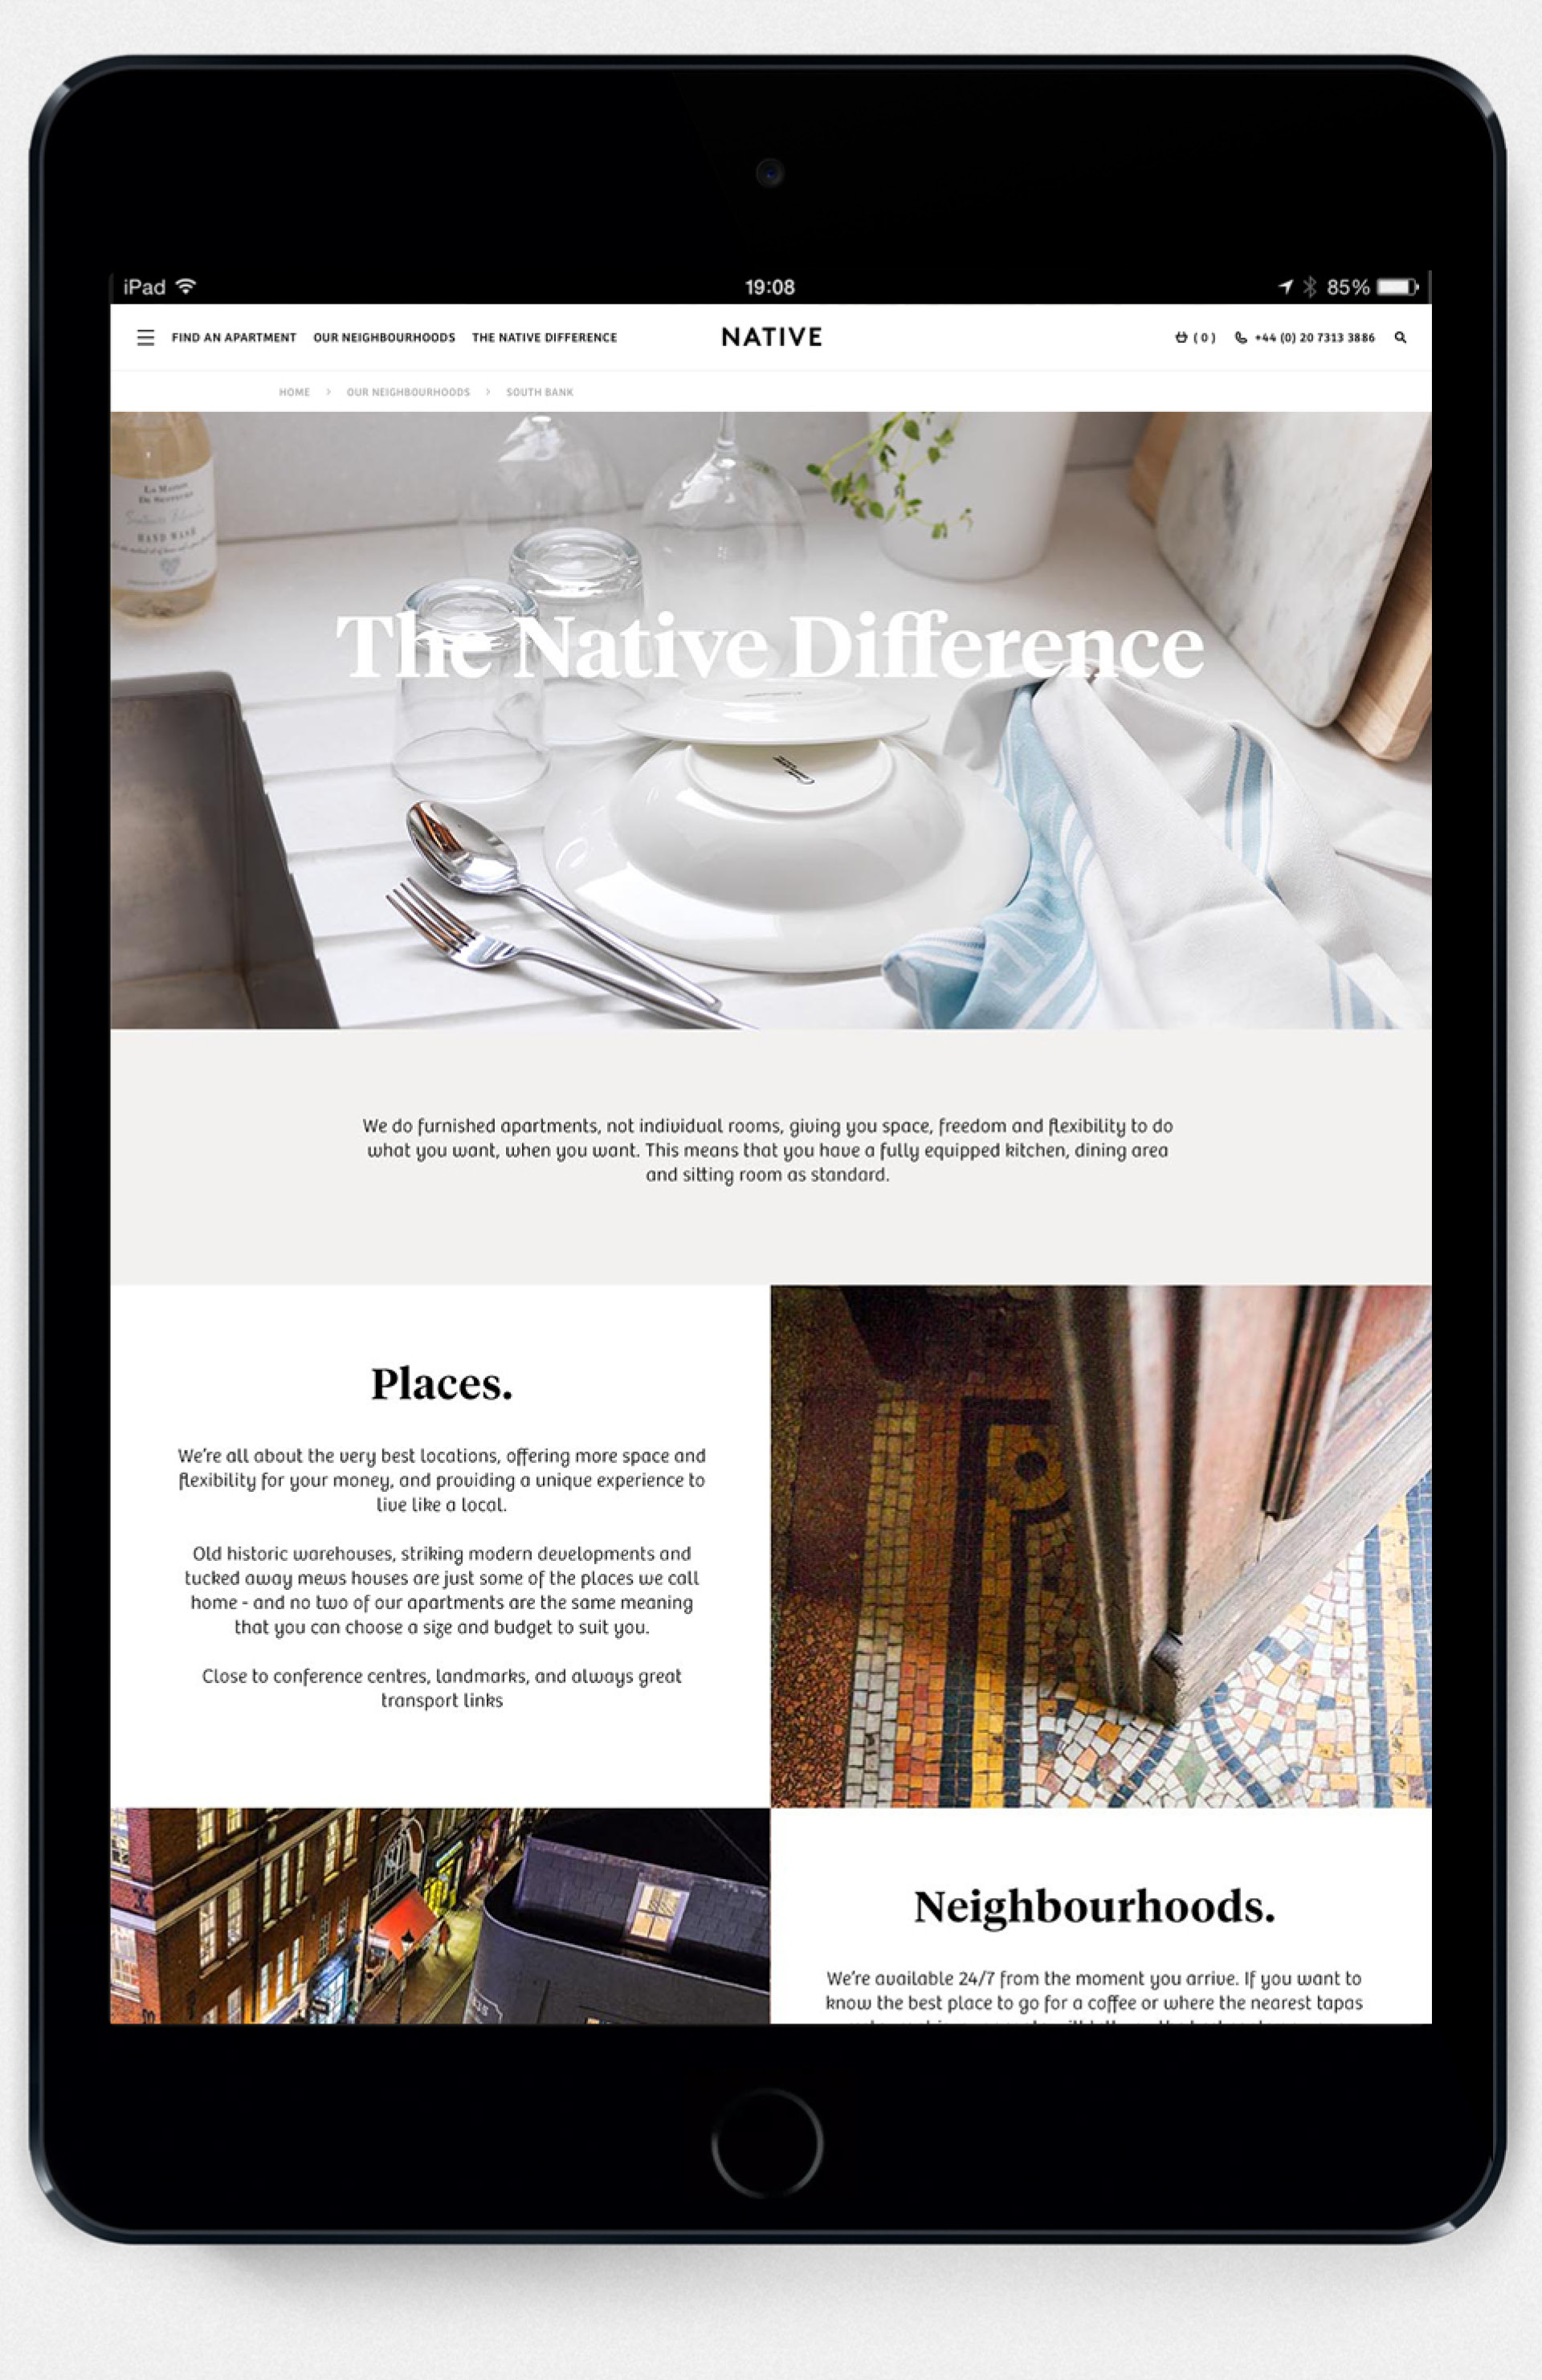 iPad 19:08 85%
FIND AN APARTMENT OUR NEIGHBOURHOODS THE NATIVE DIFFERENCE NATIVE ( 0 ) +44 (0) 20 7313 3886
HOME > OUR NEIGHBOURHOODS > SOUTH BANK
LA MAISON
DE SENTEURS
HAND WASH
The Native Difference
We do furnished apartments, not individual rooms, giving you space, freedom and flexibility to do
what you want, when you want. This means that you have a fully equipped kitchen, dining area
and sitting room as standard.
Places.
We're all about the very best locations, offering more space and
flexibility for your money, and providing a unique experience to
live like a local.
Old historic warehouses, striking modern developments and
tucked away mews houses are just some of the places we call
home - and no two of our apartments are the same meaning
that you can choose a size and budget to suit you.
Close to conference centres, landmarks, and always great
transport links
Neighbourhoods.
We're available 24/7 from the moment you arrive. If you want to
know the best place to go for a coffee or where the nearest tapas